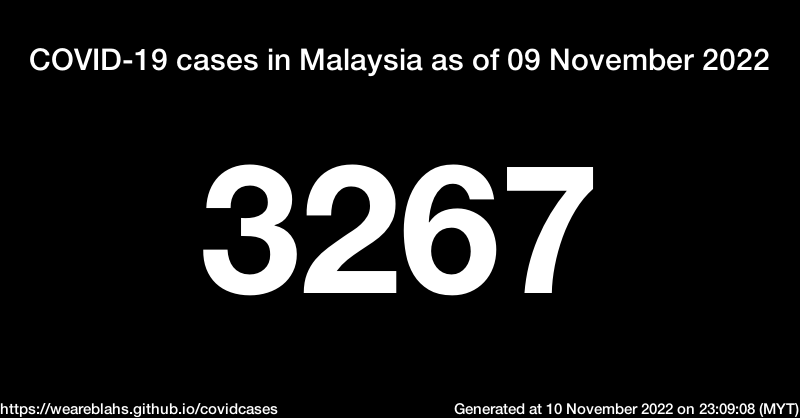 COVID-19 cases in Malaysia as of 09 November 2022
3267
https://weareblahs.github.io/covidcases
Generated at 10 November 2022 on 23:09:08 (MYT)